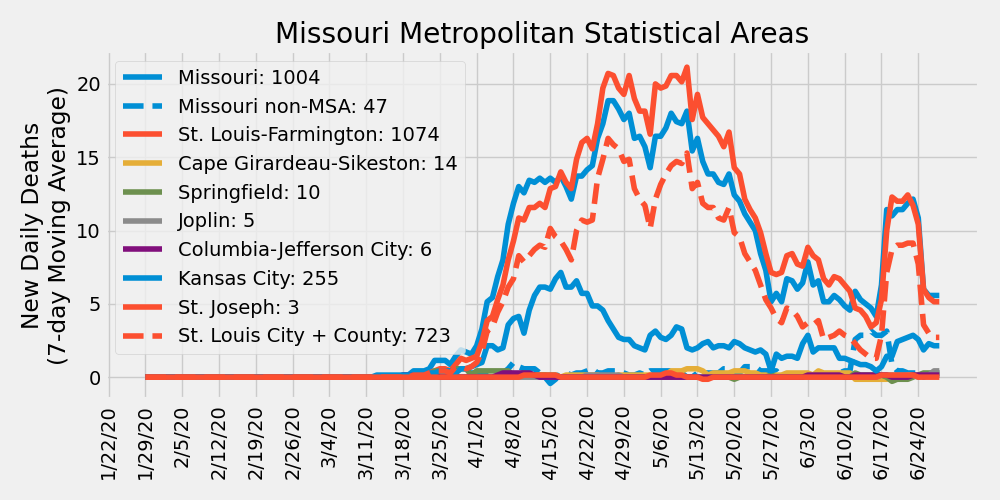 Missouri Metropolitan Statistical Areas
New Daily Deaths
(7-day Moving Average)
20
15
10
5
0
Missouri: 1004
Missouri non-MSA: 47
St. Louis-Farmington: 1074
Cape Girardeau-Sikeston: 14
Springfield: 10
Joplin: 5
Columbia-Jefferson City: 6
Kansas City: 255
St. Joseph: 3
St. Louis City + County: 723
1/22/20
1/29/20
2/5/20
2/12/20
2/19/20
2/26/20
3/4/20
3/11/20
3/18/20
3/25/20
4/1/20
4/8/20
4/15/20
4/22/20
4/29/20
5/6/20
5/13/20
5/20/20
5/27/20
6/3/20
6/10/20
6/17/20
6/24/20